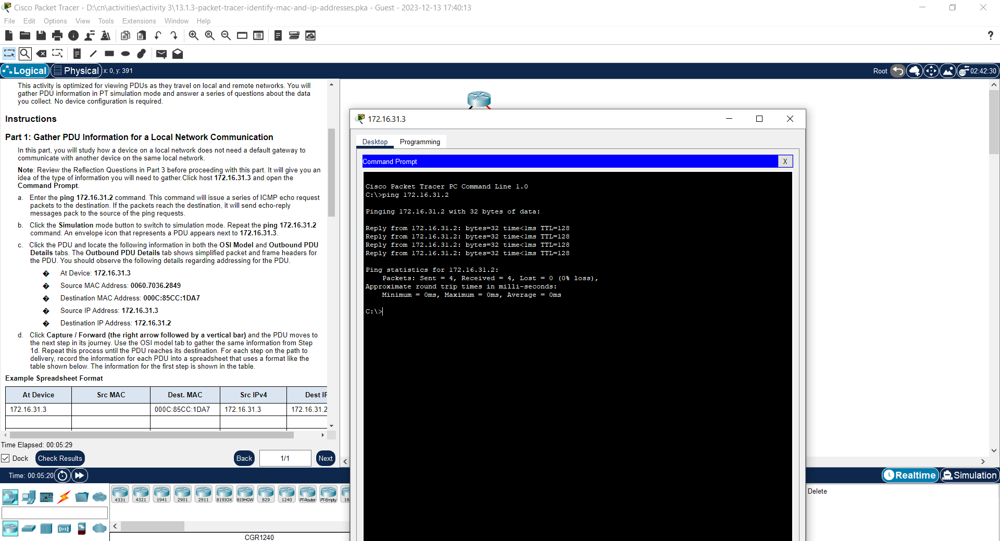 Cisco Packet Tracer - D:\cn\activities\activity 3\13.1.3-packet-tracer-identify-mac-and-ip-addresses.pka - Guest - 2023-12-13 17:40:13
File Edit Options View Tools Extensions Window Help
?
Logical Physical x: 0, y: 391
Root 02:42:30
This activity is optimized for viewing PDUs as they travel on local and remote networks. You will
gather PDU information in PT simulation mode and answer a series of questions about the data
you collect. No device configuration is required.
Instructions
Part 1: Gather PDU Information for a Local Network Communication
In this part, you will study how a device on a local network does not need a default gateway to
communicate with another device on the same local network.
Note: Review the Reflection Questions in Part 3 before proceeding with this part. It will give you an
idea of the type of information you will need to gather.Click host 172.16.31.3 and open the
Command Prompt.
a. Enter the ping 172.16.31.2 command. This command will issue a series of ICMP echo request
packets to the destination. If the packets reach the destination, it will send echo-reply
messages pack to the source of the ping requests.
b. Click the Simulation mode button to switch to simulation mode. Repeat the ping 172.16.31.2
command. An envelope icon that represents a PDU appears next to 172.16.31.3.
c. Click the PDU and locate the following information in both the OSI Model and Outbound PDU
Details tabs. The Outbound PDU Details tab shows simplified packet and frame headers for
the PDU. You should observe the following details regarding addressing for the PDU.
� At Device: 172.16.31.3
� Source MAC Address: 0060.7036.2849
� Destination MAC Address: 000C:85CC:1DA7
� Source IP Address: 172.16.31.3
� Destination IP Address: 172.16.31.2
d. Click Capture / Forward (the right arrow followed by a vertical bar) and the PDU moves to
the next step in its journey. Use the OSI model tab to gather the same information from Step
1d. Repeat this process until the PDU reaches its destination. For each step on the path to
delivery, record the information for each PDU into a spreadsheet that uses a format like the
table shown below. The information for the first step is shown in the table.
Example Spreadsheet Format
At Device Src MAC Dest. MAC Src IPv4 Dest IP
172.16.31.3 000C:85CC:1DA7 172.16.31.3 172.16.31.2
Time Elapsed: 00:05:29
Dock Check Results Back 1/1 Next
172.16.31.3
Desktop Programming
Command Prompt X
Cisco Packet Tracer PC Command Line 1.0
C:\>ping 172.16.31.2
Pinging 172.16.31.2 with 32 bytes of data:
Reply from 172.16.31.2: bytes=32 time<1ms TTL=128
Reply from 172.16.31.2: bytes=32 time<1ms TTL=128
Reply from 172.16.31.2: bytes=32 time<1ms TTL=128
Reply from 172.16.31.2: bytes=32 time<1ms TTL=128
Ping statistics for 172.16.31.2:
Packets: Sent = 4, Received = 4, Lost = 0 (0% loss),
Approximate round trip times in milli-seconds:
Minimum = 0ms, Maximum = 0ms, Average = 0ms
C:\>
Time: 00:05:20
Realtime Simulation
4331 4321 1941 2901 2911 819IOX 819HGW 829 1240 PT-Router PT-Empty 18
Delete
CGR1240